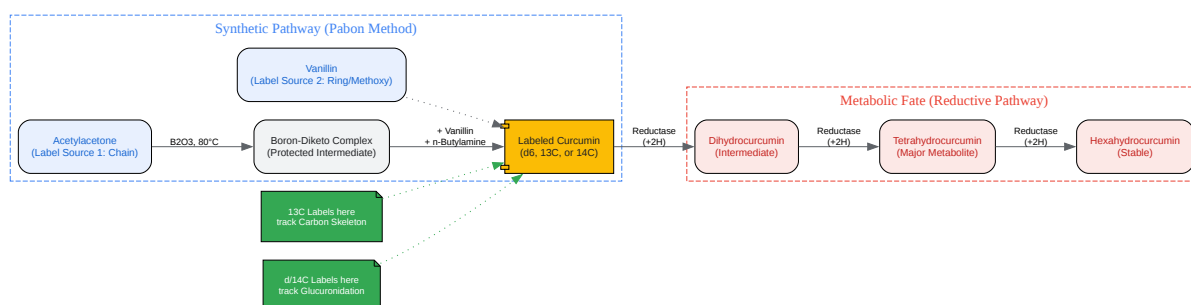 Synthetic Pathway (Pabon Method)
Vanillin
(Label Source 2: Ring/Methoxy)
Metabolic Fate (Reductive Pathway)
Acetylacetone
(Label Source 1: Chain)
B2O3, 80°C
Boron-Diketo Complex
(Protected Intermediate)
+ Vanillin
+ n-Butylamine
Labeled Curcumin
(d6, 13C, or 14C)
Reductase
(+2H)
Dihydrocurcumin
(Intermediate)
Reductase
(+2H)
Tetrahydrocurcumin
(Major Metabolite)
Reductase
(+2H)
Hexahydrocurcumin
(Stable)
13C Labels here
track Carbon Skeleton
d/14C Labels here
track Glucuronidation